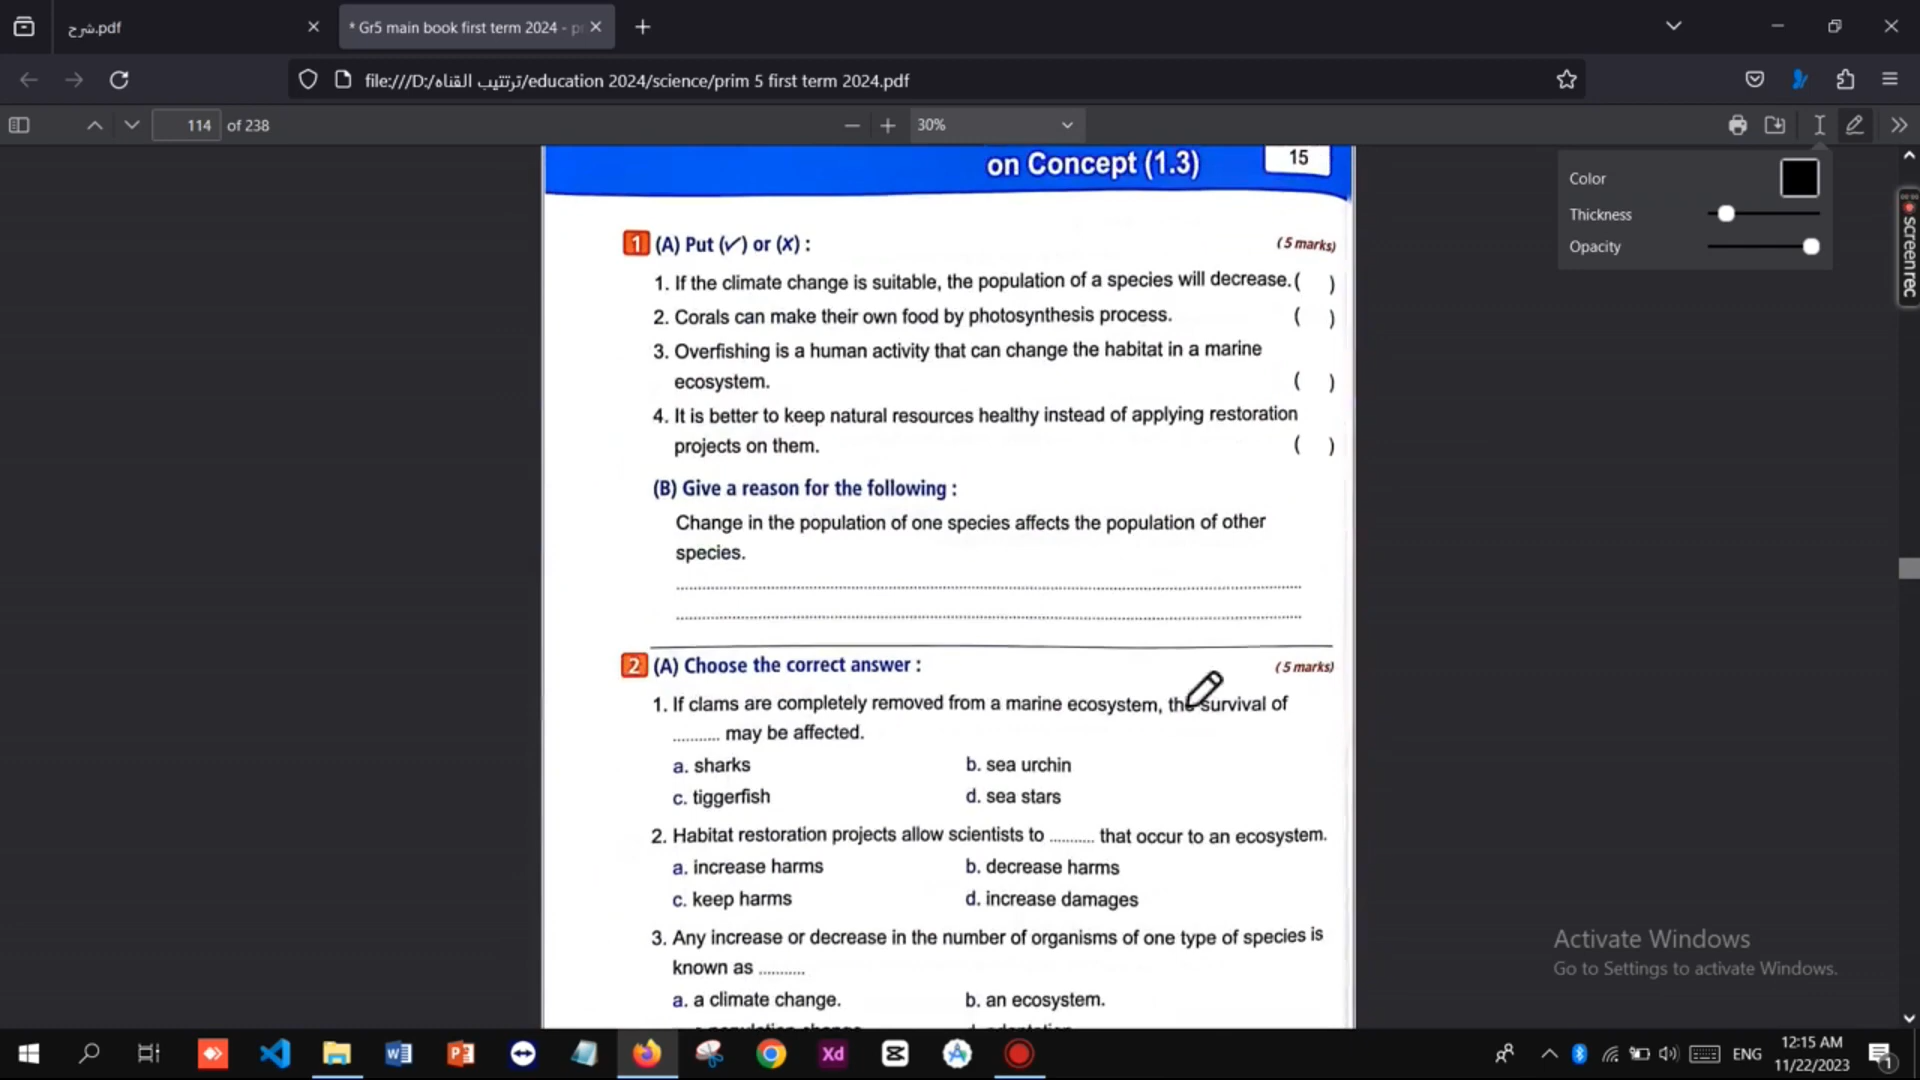 شرح.pdf
* Gr5 main book first term 2024 - pr
file:///D:/ترتتيب القناه/education 2024/science/prim 5 first term 2024.pdf
114 of 238
30%
Color
Thickness
Opacity
screenrec
on Concept (1.3)
15
1 (A) Put (✓) or (X) :
(5 marks)
1. If the climate change is suitable, the population of a species will decrease.( )
2. Corals can make their own food by photosynthesis process. ( )
3. Overfishing is a human activity that can change the habitat in a marine
ecosystem. ( )
4. It is better to keep natural resources healthy instead of applying restoration
projects on them. ( )
(B) Give a reason for the following :
Change in the population of one species affects the population of other
species.
2 (A) Choose the correct answer :
(5 marks)
1. If clams are completely removed from a marine ecosystem, the survival of
........... may be affected.
a. sharks
b. sea urchin
c. tiggerfish
d. sea stars
2. Habitat restoration projects allow scientists to .......... that occur to an ecosystem.
a. increase harms
b. decrease harms
c. keep harms
d. increase damages
3. Any increase or decrease in the number of organisms of one type of species is
known as ...........
a. a climate change.
b. an ecosystem.
Activate Windows
Go to Settings to activate Windows.
Xd
ENG
12:15 AM
11/22/2023
1